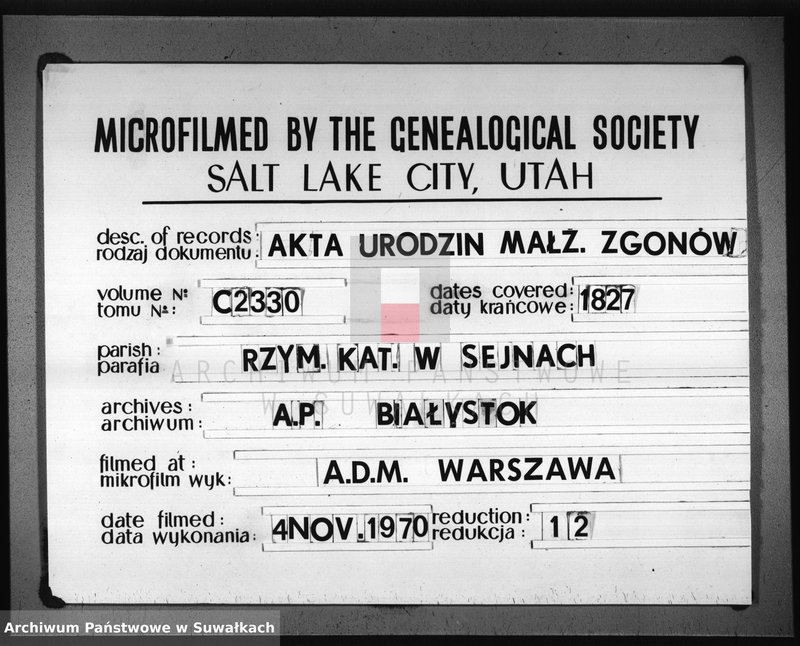 MICROFILMED BY THE GENEALOGICAL SOCIETY
SALT LAKE CITY, UTAH
desc. of records: AKTA URODZIN MAŁŻ. ZGONÓW
rodzaj dokumentu:
volume № C2330 dates covered: 1827
tomu №: daty krańcowe:
parish: RZYM. KAT. W SEJNACH
parafia
ARCHIWUM PAŃSTWOWE
W SUWAŁKACH
archives: A.P. BIAŁYSTOK
archiwum:
filmed at: A.D.M. WARSZAWA
mikrofilm wyk:
date filmed: 4NOV.1970 reduction: 12
data wykonania: redukcja:
Archiwum Państwowe w Suwałkach